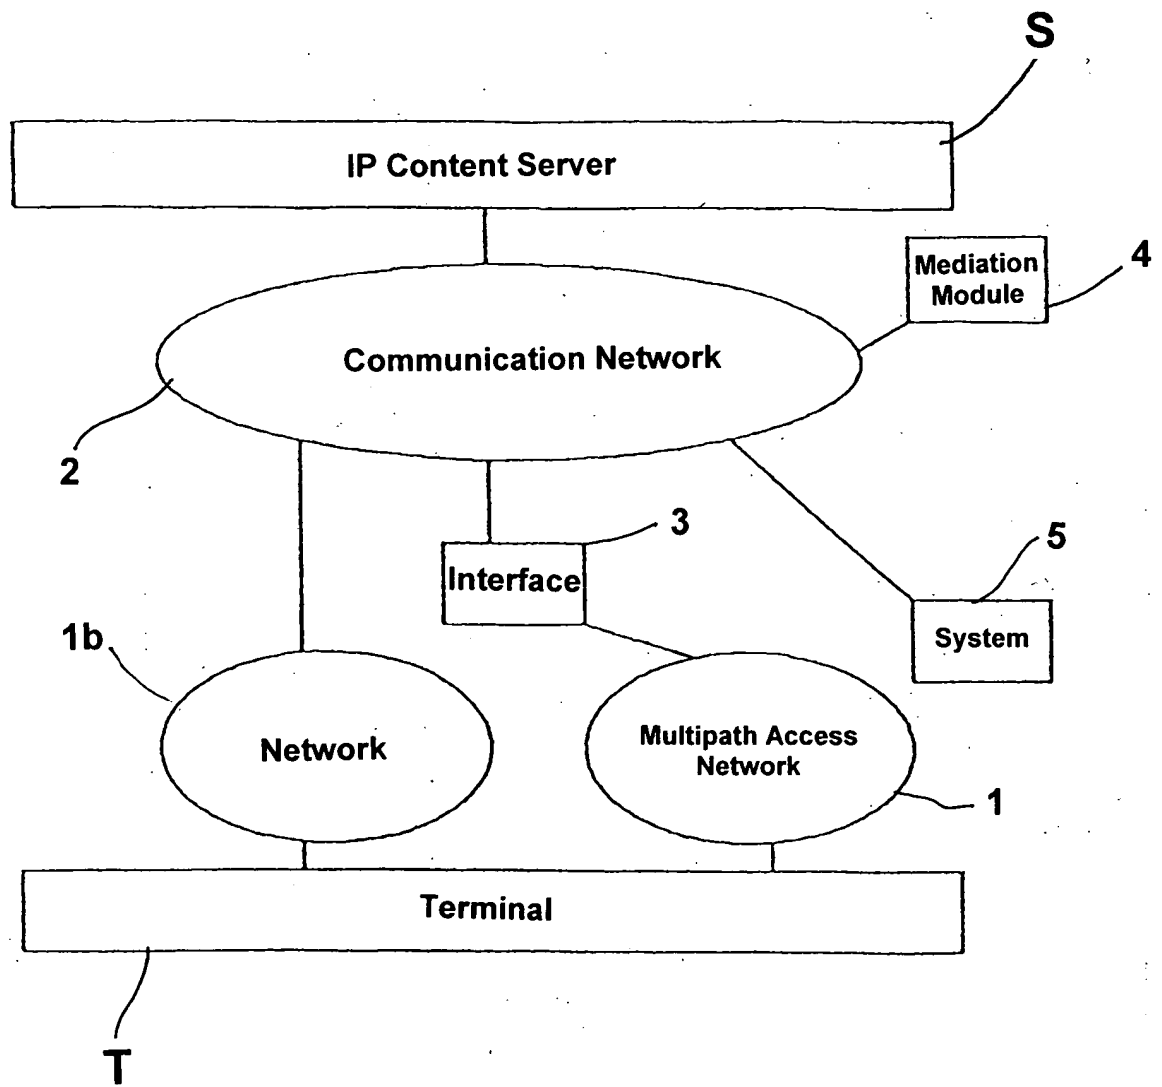 S
IP Content Server
Mediation
Module
4
Communication Network
2
3
Interface
5
System
1b
Network
Multipath Access
Network
1
Terminal
T